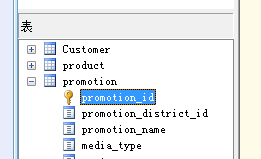 表
Customer
product
promotion
promotion_id
promotion_district_id
promotion_name
media_type